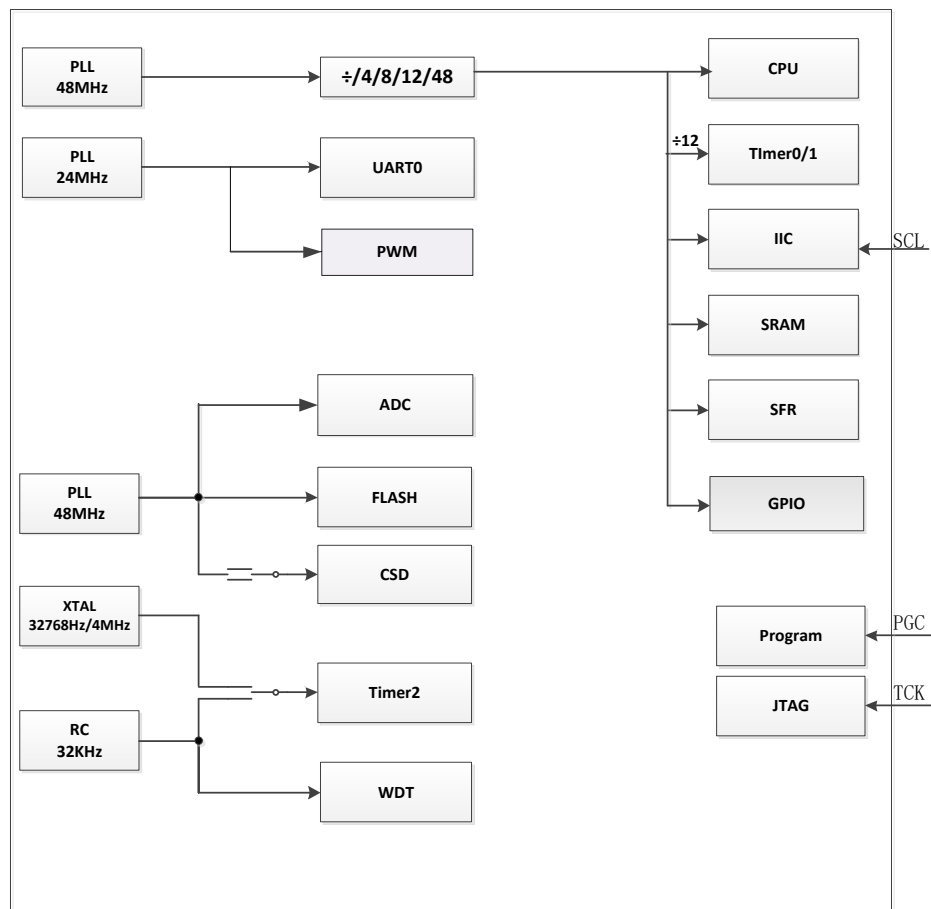 PLL
48MHz
÷/4/8/12/48
CPU
PLL
24MHz
UART0
÷12
TImer0/1
PWM
IIC
SCL
SRAM
ADC
SFR
PLL
48MHz
FLASH
GPIO
CSD
XTAL
32768Hz/4MHz
Program
PGC
Timer2
JTAG
TCK
RC
32KHz
WDT